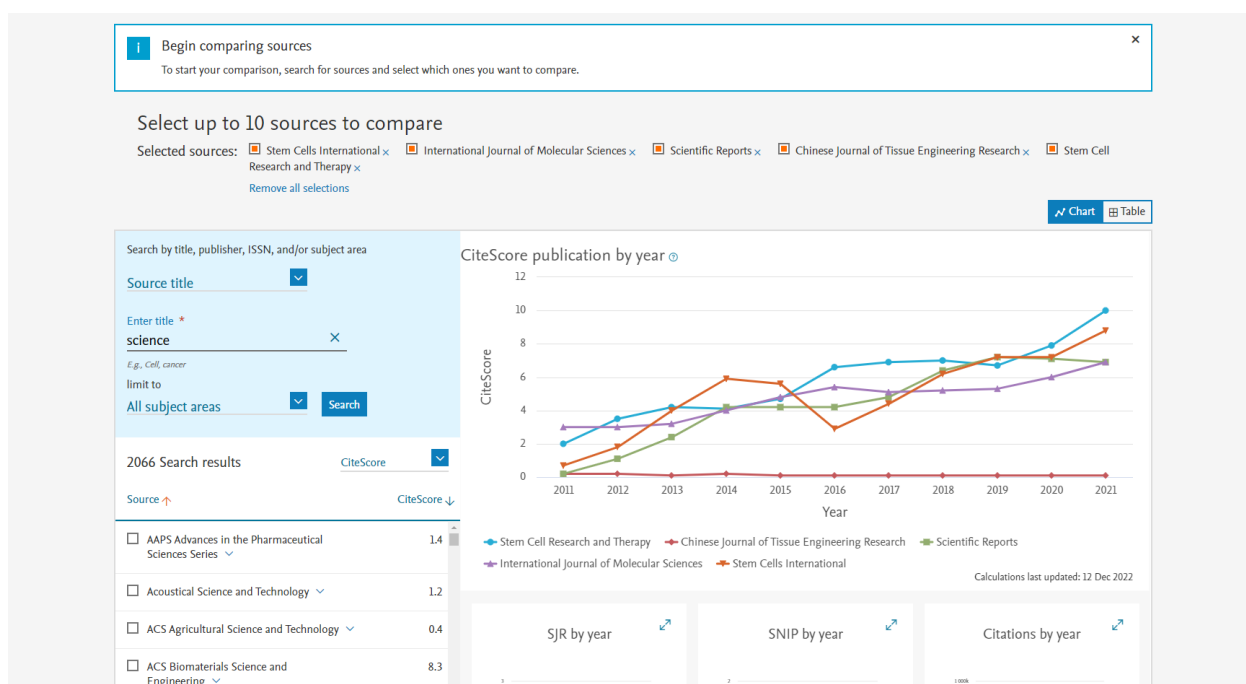 i Begin comparing sources ×
To start your comparison, search for sources and select which ones you want to compare.
Select up to 10 sources to compare
Selected sources: Stem Cells International × International Journal of Molecular Sciences × Scientific Reports × Chinese Journal of Tissue Engineering Research × Stem Cell
Research and Therapy ×
Remove all selections
Chart Table
Search by title, publisher, ISSN, and/or subject area
Source title
Enter title *
science ×
E.g., Cell, cancer
limit to
All subject areas Search
2066 Search results CiteScore
Source ↑ CiteScore ↓
AAPS Advances in the Pharmaceutical 1.4
Sciences Series
Acoustical Science and Technology 1.2
ACS Agricultural Science and Technology 0.4
ACS Biomaterials Science and 8.3
Engineering
CiteScore publication by year ?
12
10
8
6
4
2
0
CiteScore
2011 2012 2013 2014 2015 2016 2017 2018 2019 2020 2021
Year
Stem Cell Research and Therapy Chinese Journal of Tissue Engineering Research Scientific Reports
International Journal of Molecular Sciences Stem Cells International
Calculations last updated: 12 Dec 2022
SJR by year SNIP by year Citations by year
3 2 1 000k